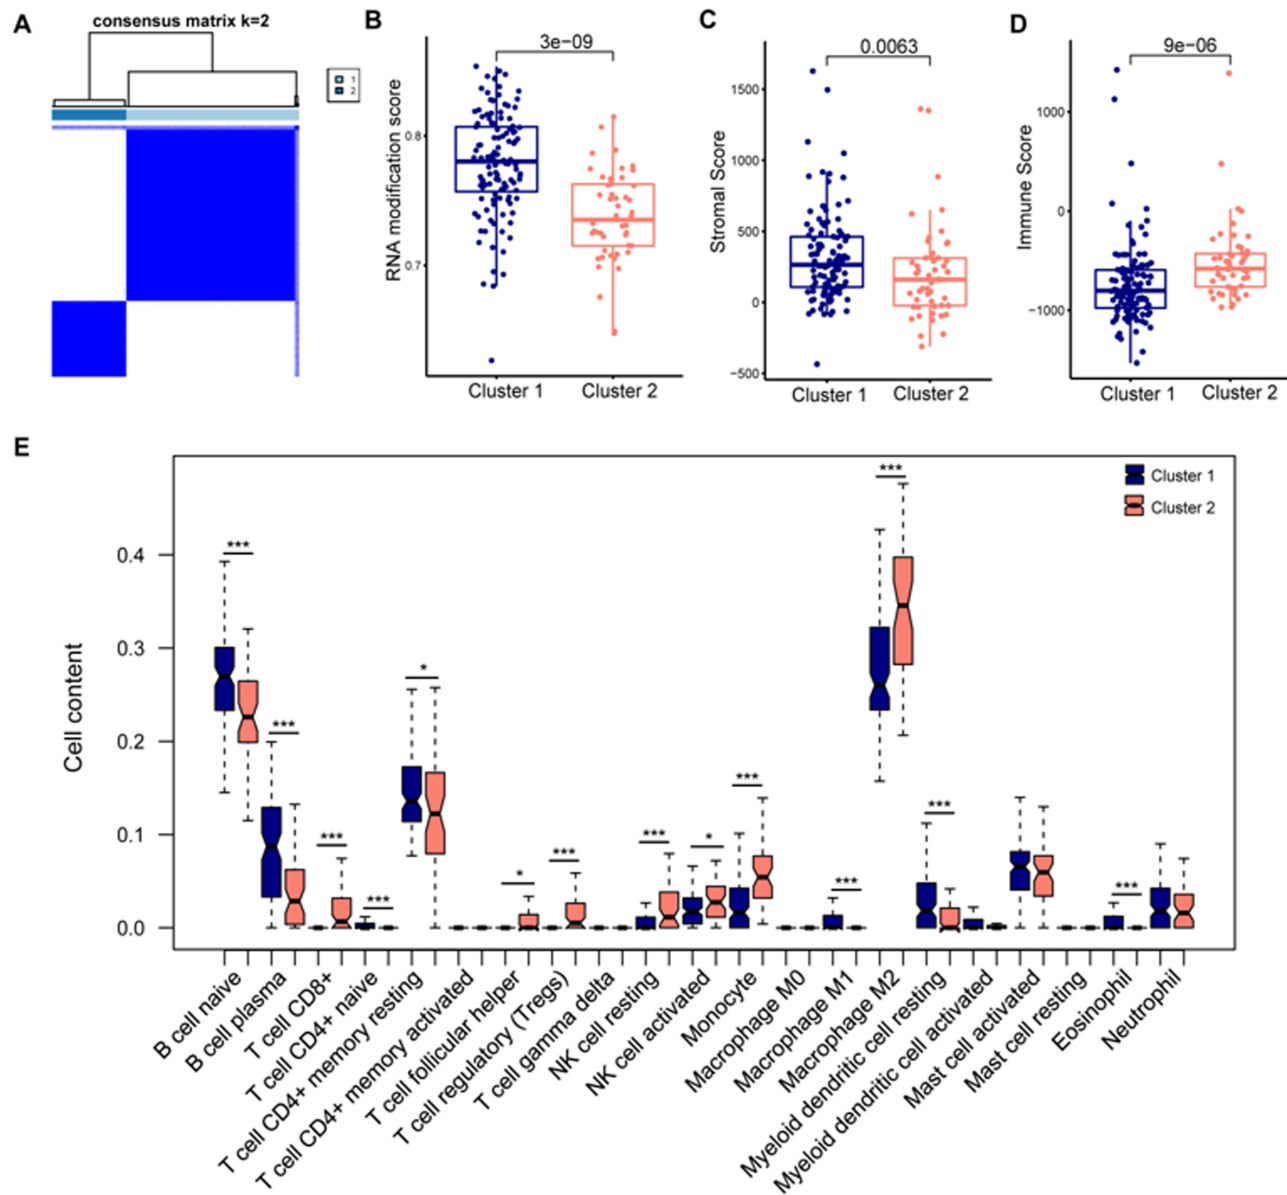 A
consensus matrix k=2
1
2
B
3e−09
RNA modification score
0.8
0.7
Cluster 1
Cluster 2
C
0.0063
Stromal Score
1500
1000
500
0
−500
Cluster 1
Cluster 2
D
9e−06
Immune Score
1000
0
−1000
Cluster 1
Cluster 2
E
Cluster 1
Cluster 2
Cell content
0.4
0.3
0.2
0.1
0.0
***
***
***
***
*
*
***
***
*
***
***
***
***
***
B cell naive
B cell plasma
T cell CD8+
T cell CD4+ naive
T cell CD4+ memory resting
T cell CD4+ memory activated
T cell follicular helper
T cell regulatory (Tregs)
T cell gamma delta
NK cell resting
NK cell activated
Monocyte
Macrophage M0
Macrophage M1
Macrophage M2
Myeloid dendritic cell resting
Myeloid dendritic cell activated
Mast cell activated
Mast cell resting
Eosinophil
Neutrophil